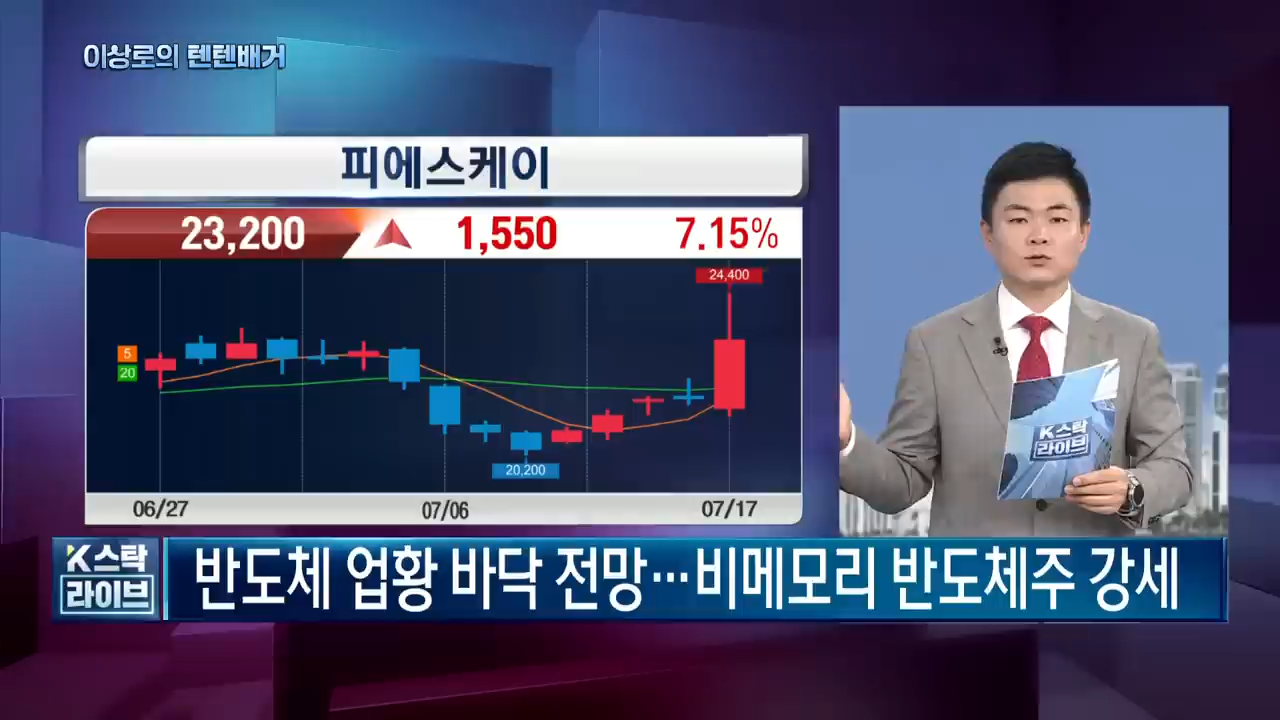 이상로의 텐텐배거
피에스케이
23,200 1,550 7.15%
24,400
5
20
20,200
06/27 07/06 07/17
K스탁
라이브
K스탁
라이브
반도체 업황 바닥 전망…비메모리 반도체주 강세